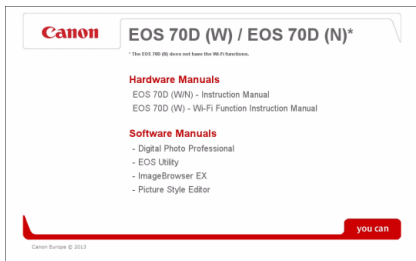 Canon
EOS 70D (W) / EOS 70D (N)*
* The EOS 70D (N) does not have the Wi-Fi functions.
Hardware Manuals
EOS 70D (W/N) - Instruction Manual
EOS 70D (W) - Wi-Fi Function Instruction Manual
Software Manuals
- Digital Photo Professional
- EOS Utility
- ImageBrowser EX
- Picture Style Editor
you can
Canon Europe © 2013